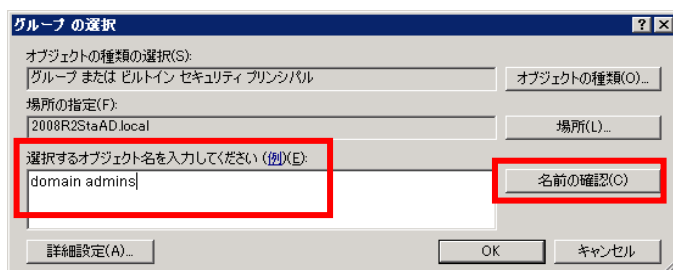 グループ の選択
オブジェクトの種類の選択(S):
グループ または ビルトイン セキュリティ プリンシパル
オブジェクトの種類(O)...
場所の指定(F):
2008R2StaAD.local
場所(L)...
選択するオブジェクト名を入力してください (例)(E):
domain admins
名前の確認(C)
詳細設定(A)...
OK
キャンセル